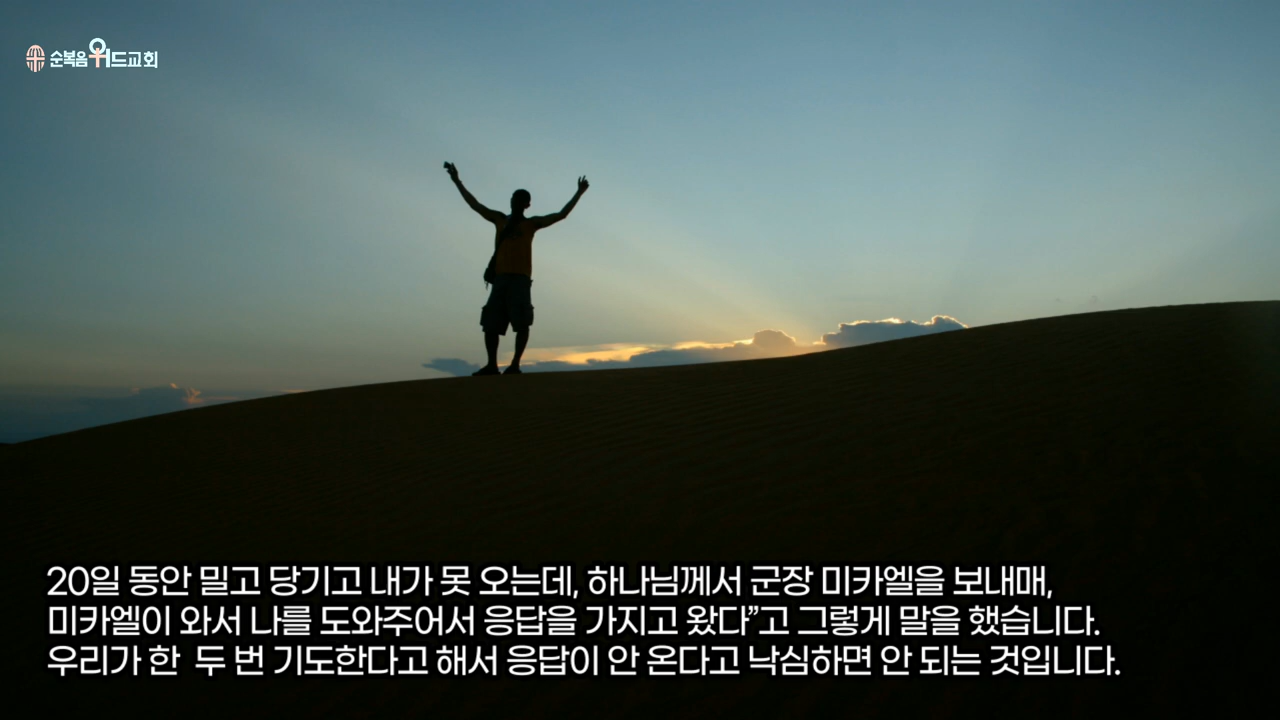 순복음워드교회
20일 동안 밀고 당기고 내가 못 오는데, 하나님께서 군장 미카엘을 보내매,
미카엘이 와서 나를 도와주어서 응답을 가지고 왔다”고 그렇게 말을 했습니다.
우리가 한 두 번 기도한다고 해서 응답이 안 온다고 낙심하면 안 되는 것입니다.